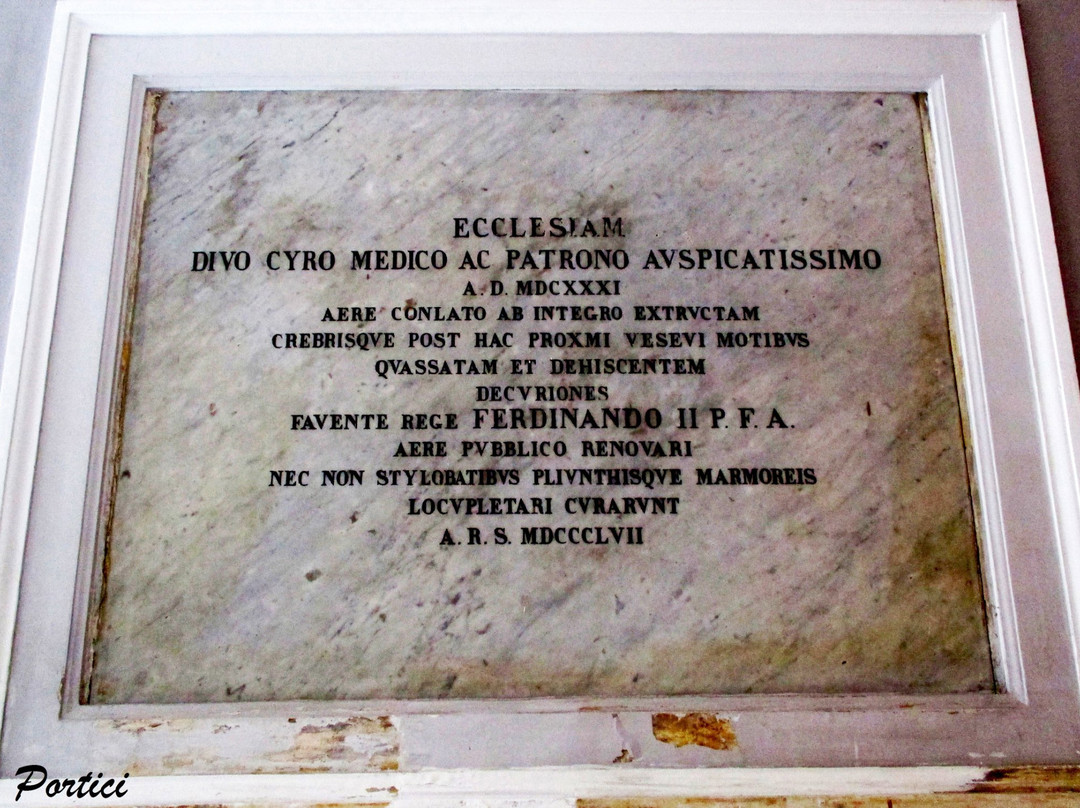 ECCLESIAM
DIVO CYRO MEDICO AC PATRONO AVSPICATISSIMO
A. D. MDCXXXI
AERE CONLATO AB INTEGRO EXTRVCTAM
CREBRISQVE POST HAC PROXMI VESEVI MOTIBVS
QVASSATAM ET DEHISCENTEM
DECVRIONES
FAVENTE REGE FERDINANDO II P. F. A.
AERE PVBBLICO RENOVARI
NEC NON STYLOBATIBVS PLIVNTHISQVE MARMOREIS
LOCVPLETARI CVRARVNT
A. R. S. MDCCCLVII
Portici